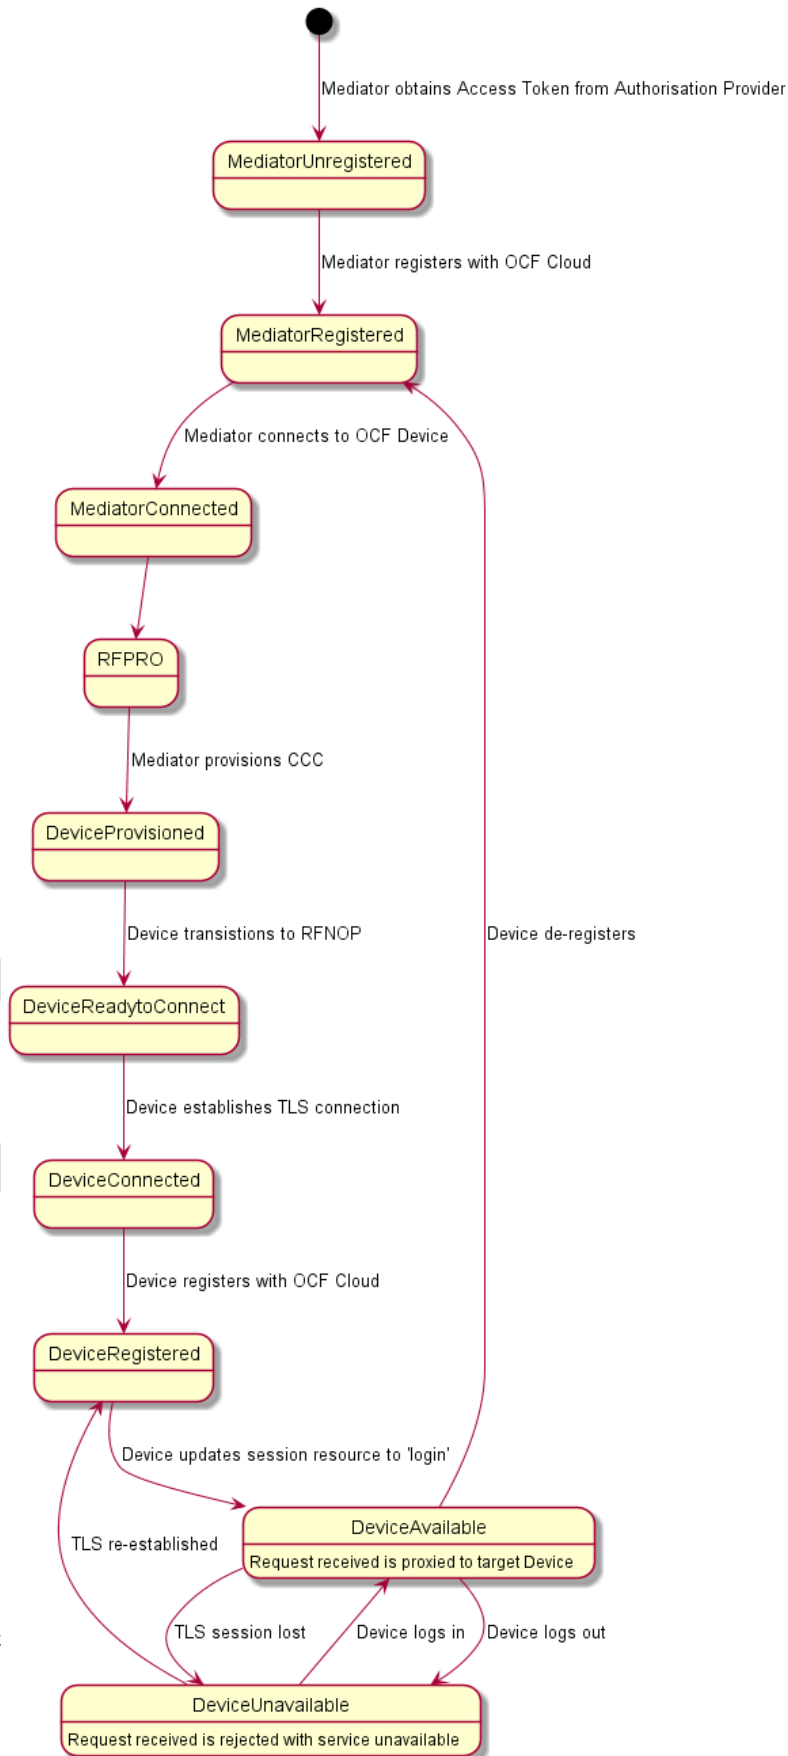 Mediator obtains Access Token from Authorisation Provider
MediatorUnregistered
Mediator registers with OCF Cloud
MediatorRegistered
Mediator connects to OCF Device
MediatorConnected
RFPRO
Mediator provisions CCC
DeviceProvisioned
Device transistions to RFNOP
Device de-registers
DeviceReadytoConnect
Device establishes TLS connection
DeviceConnected
Device registers with OCF Cloud
DeviceRegistered
Device updates session resource to 'login'
DeviceAvailable
Request received is proxied to target Device
TLS re-established
TLS session lost
Device logs in
Device logs out
DeviceUnavailable
Request received is rejected with service unavailable